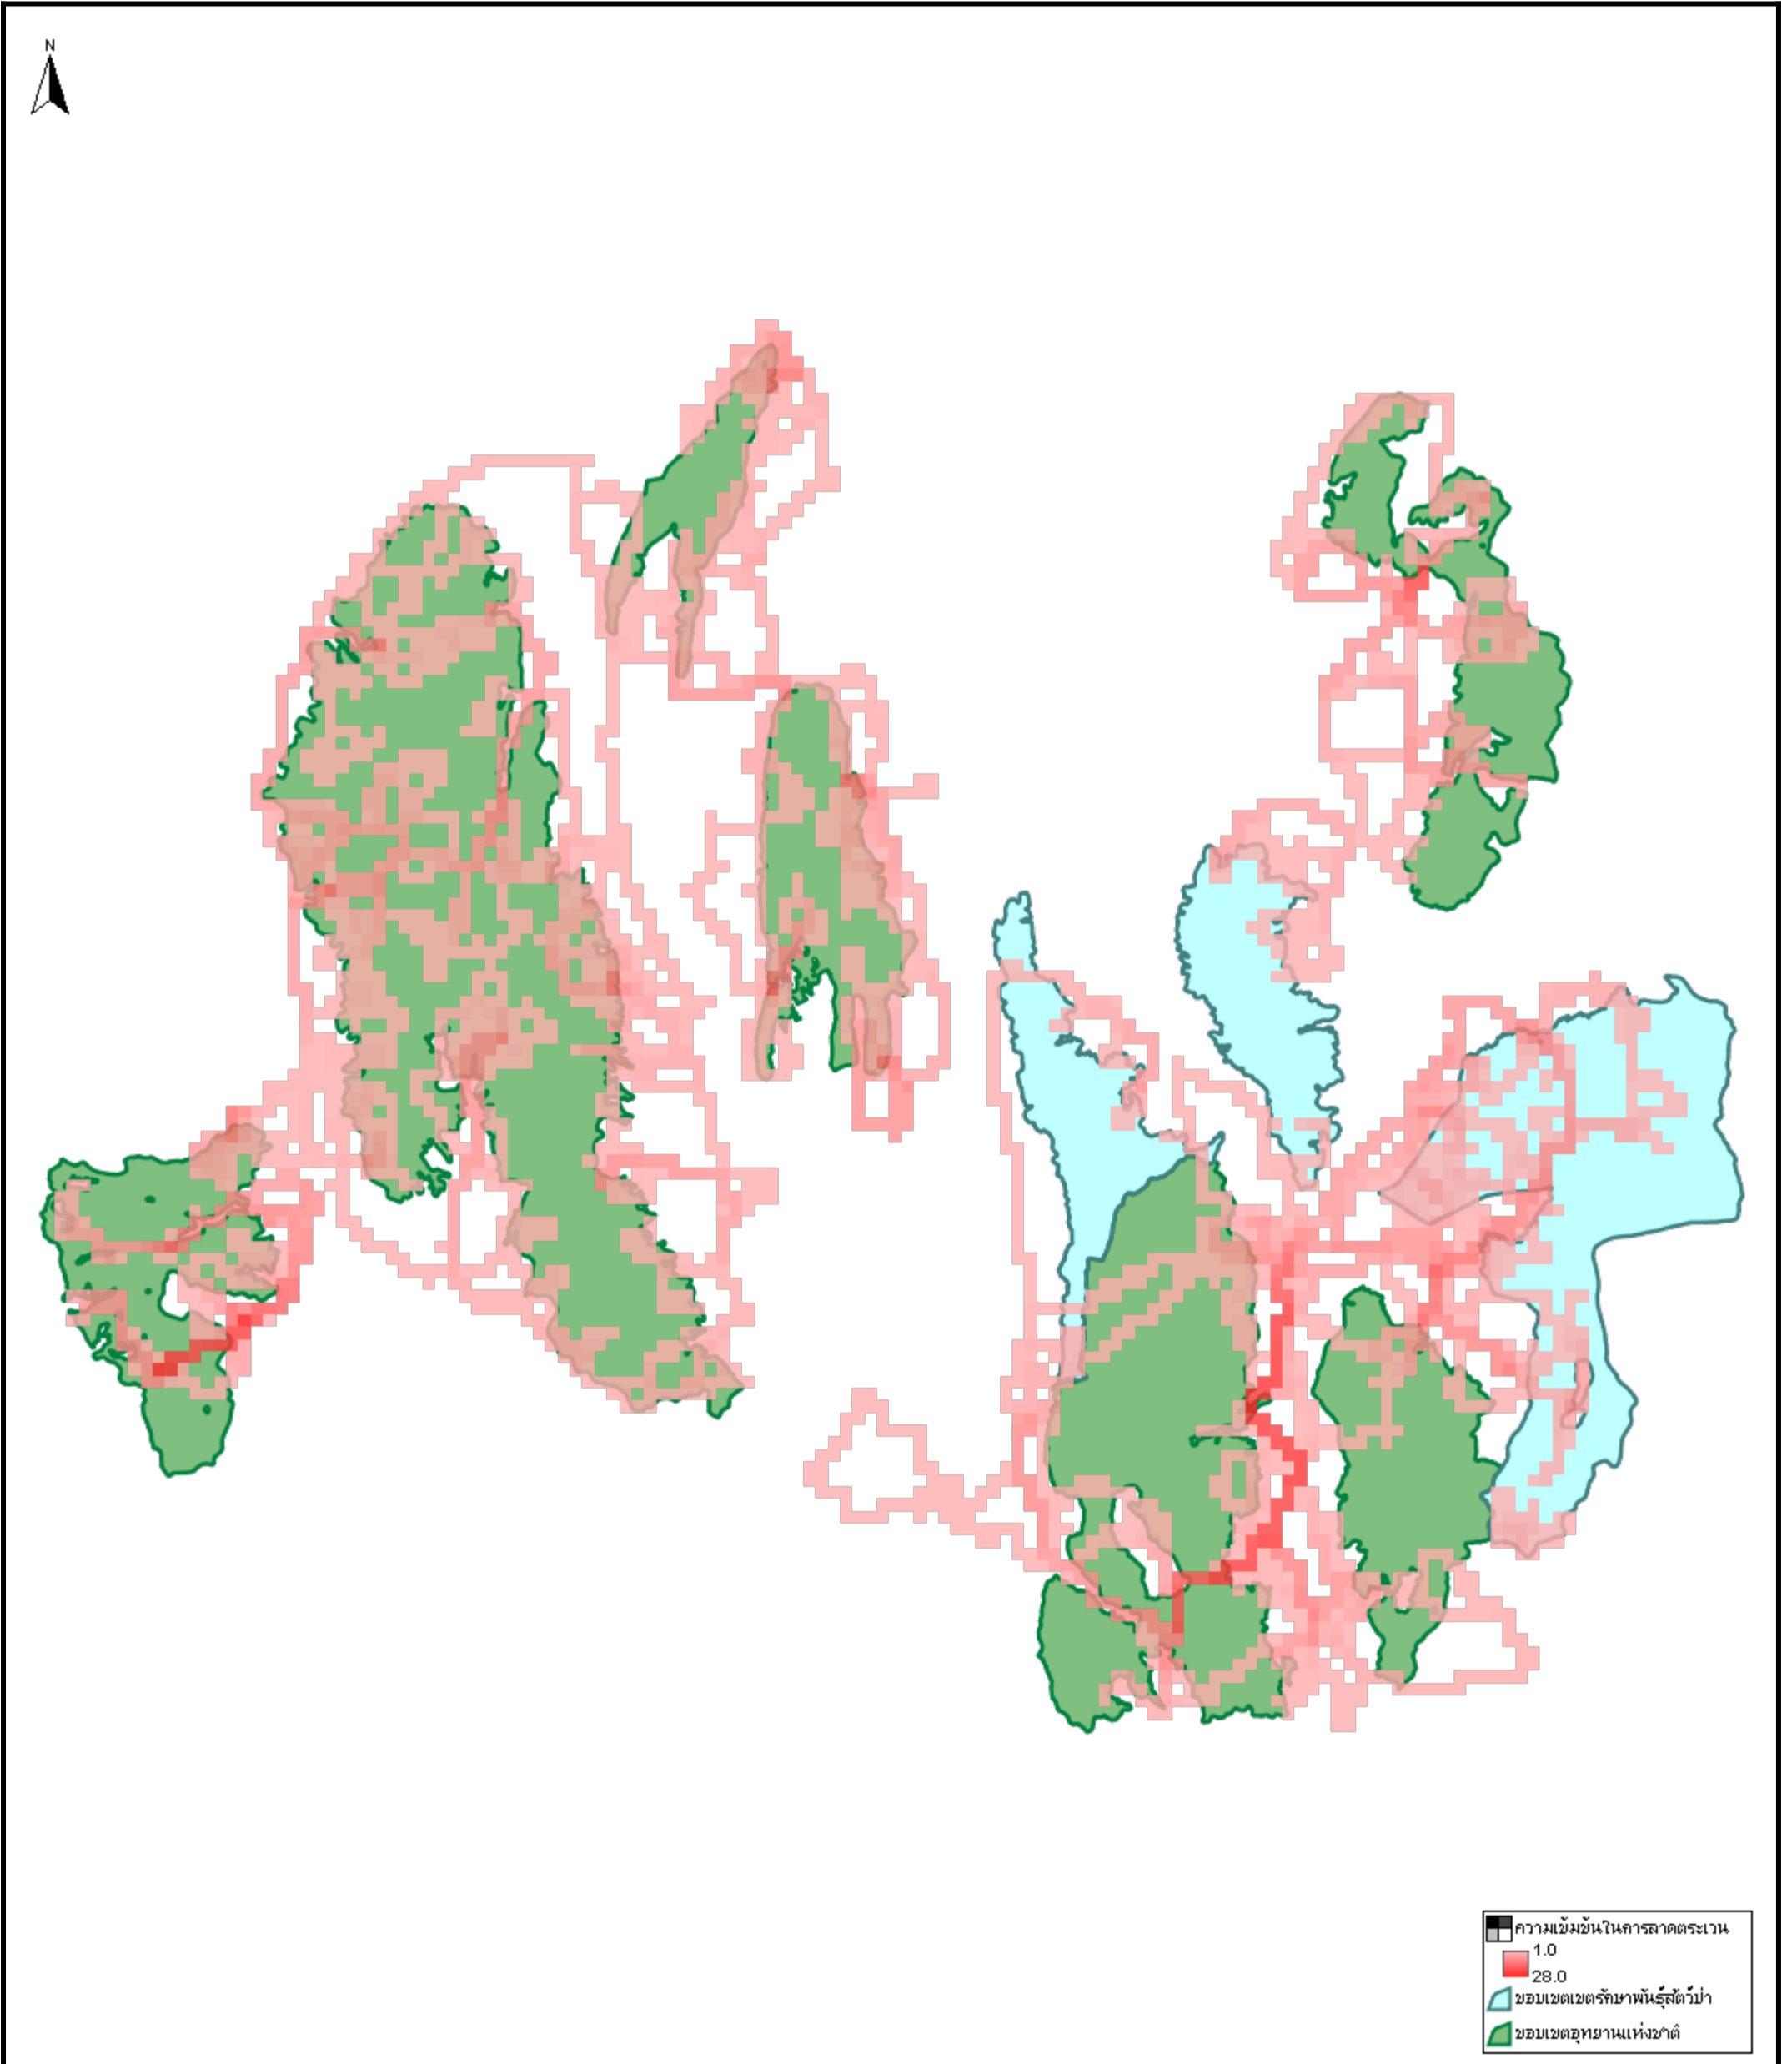 N
ความเข้มข้นในการลาดตระเวน
1.0
28.0
ขอบเขตเขตรักษาพันธุ์สัตว์ป่า
ขอบเขตอุทยานแห่งชาติ